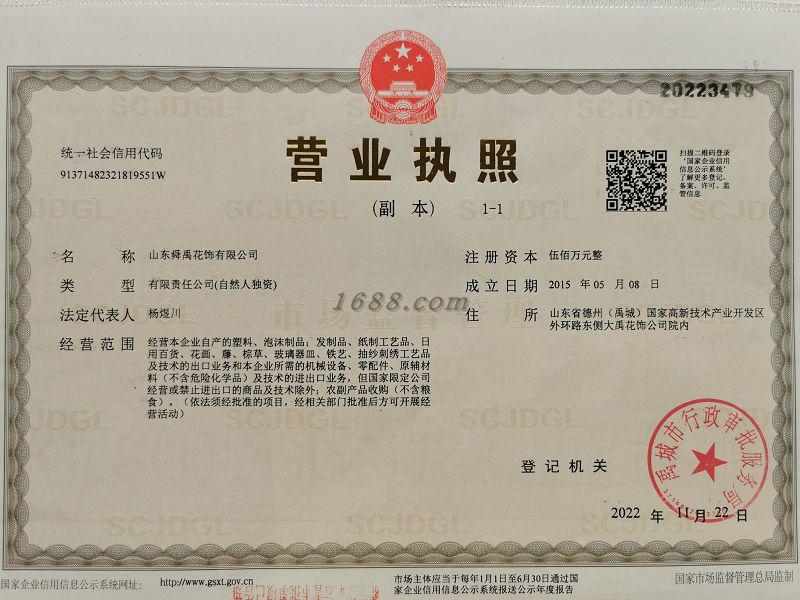 20223479
统一社会信用代码
91371482321819551W
营业执照
(副 本) 1-1
扫描二维码登录
'国家企业信用
信息公示系统'
了解更多登记、
备案、许可、监
管信息
名 称 山东舜禹花饰有限公司
类 型 有限责任公司(自然人独资)
法定代表人 杨煜川
经营范围 经营本企业自产的塑料、泡沫制品;发制品、纸制工艺品、日
用百货、花画、藤、棕草、玻璃器皿、铁艺、抽纱刺绣工艺品
及技术的出口业务和本企业所需的机械设备、零配件、原辅材
料(不含危险化学品)及技术的进出口业务,但国家限定公司
经营或禁止进出口的商品及技术除外;农副产品收购(不含粮
食)。(依法须经批准的项目,经相关部门批准后方可开展经
营活动)
注册资本 伍佰万元整
成立日期 2015 年 05 月 08 日
住 所 山东省德州(禹城)国家高新技术产业开发区
外环路东侧大禹花饰公司院内
1688.com
市场监督管理
SCJDGL
登记机关
禹城市行政审批服务局
2022 年 11 月 22 日
国家企业信用信息公示系统网址: http://www.gsxt.gov.cn
市场主体应当于每年1月1日至6月30日通过国
家企业信用信息公示系统报送公示年度报告
国家市场监督管理总局监制